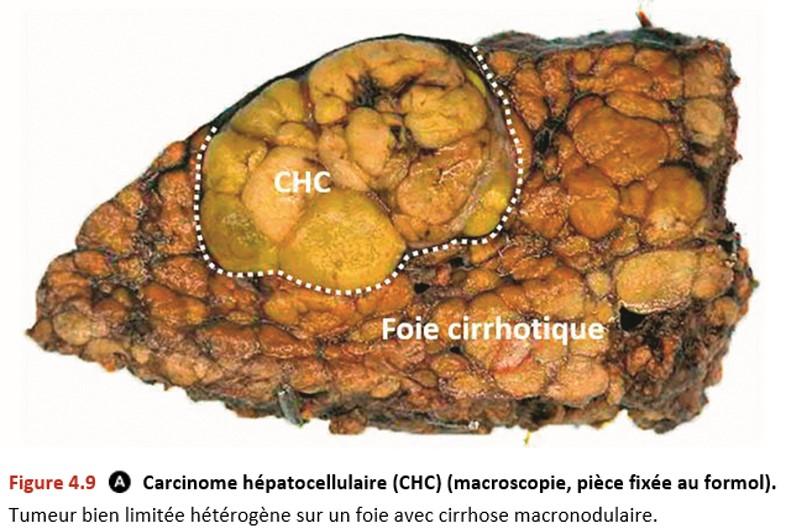 CHC
Foie cirrhotique
Figure 4.9 A Carcinome hépatocellulaire (CHC) (macroscopie, pièce fixée au formol).
Tumeur bien limitée hétérogène sur un foie avec cirrhose macronodulaire.